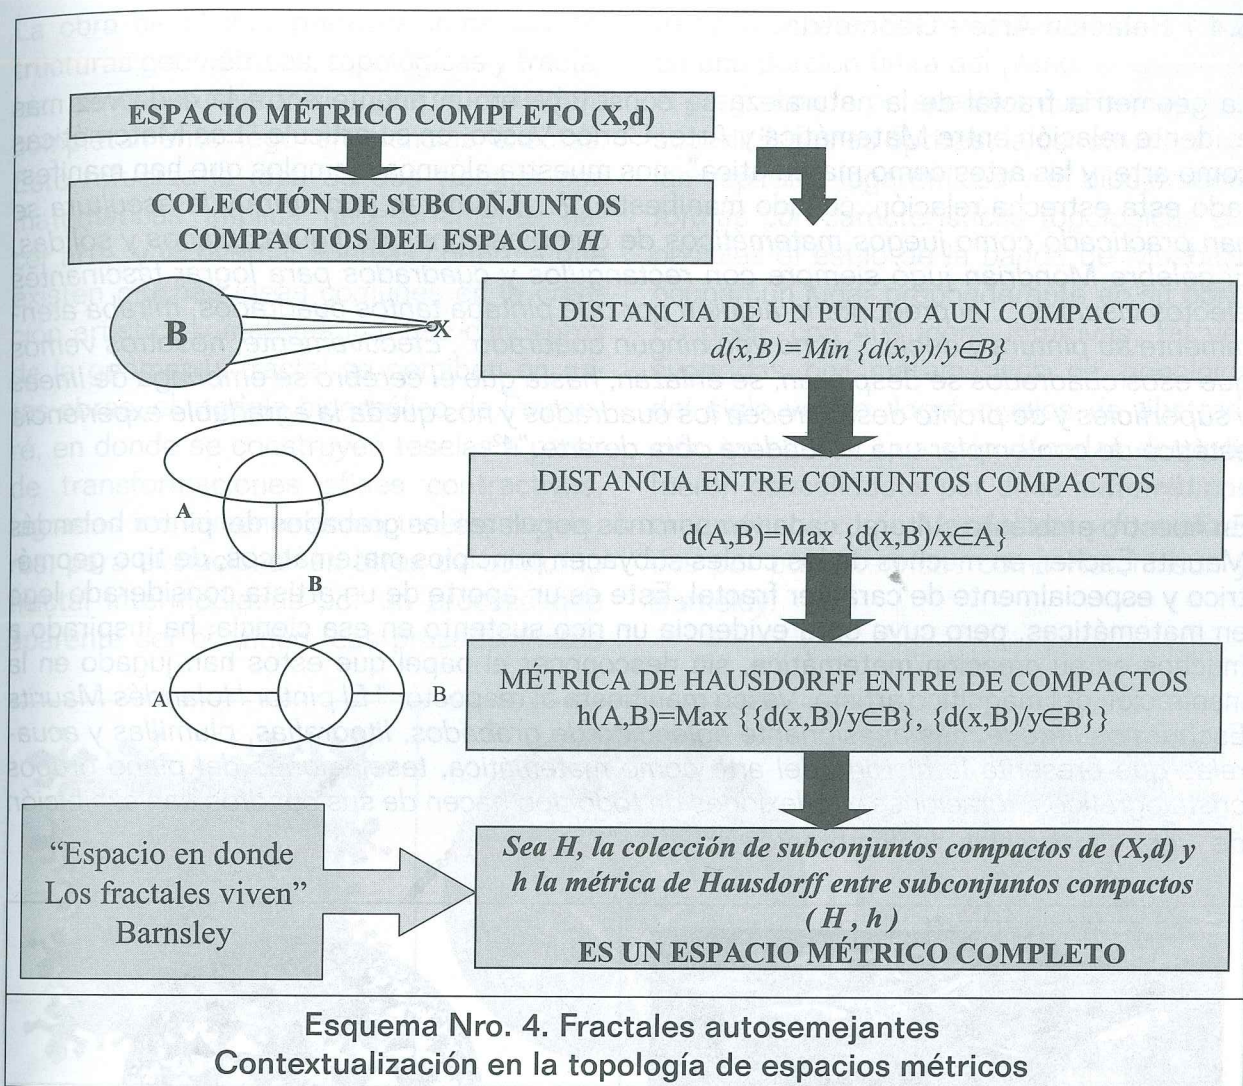 ESPACIO MÉTRICO COMPLETO (X,d)
COLECCIÓN DE SUBCONJUNTOS
COMPACTOS DEL ESPACIO H
B
X
DISTANCIA DE UN PUNTO A UN COMPACTO
d(x,B)=Min {d(x,y)/y∈B}
A
B
DISTANCIA ENTRE CONJUNTOS COMPACTOS
d(A,B)=Max {d(x,B)/x∈A}
A
B
MÉTRICA DE HAUSDORFF ENTRE DE COMPACTOS
h(A,B)=Max {{d(x,B)/y∈B}, {d(x,B)/y∈B}}
“Espacio en donde
Los fractales viven”
Barnsley
Sea H, la colección de subconjuntos compactos de (X,d) y
h la métrica de Hausdorff entre subconjuntos compactos
( H , h )
ES UN ESPACIO MÉTRICO COMPLETO
Esquema Nro. 4. Fractales autosemejantes
Contextualización en la topología de espacios métricos